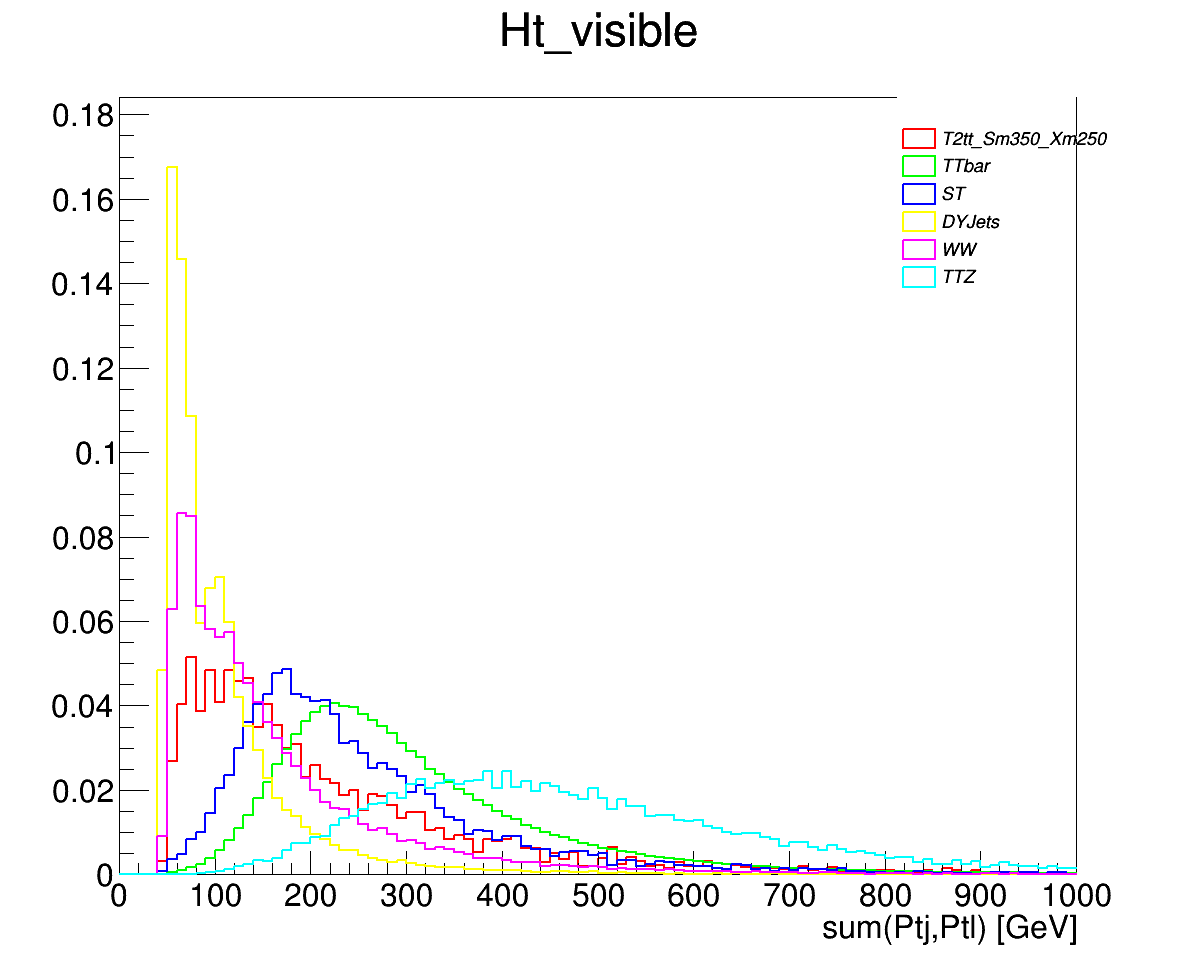 Ht_visible
0.18
0.16
0.14
0.12
0.1
0.08
0.06
0.04
0.02
0
T2tt_Sm350_Xm250
TTbar
ST
DYJets
WW
TTZ
0 100 200 300 400 500 600 700 800 900 1000
sum(Ptj,Ptl) [GeV]